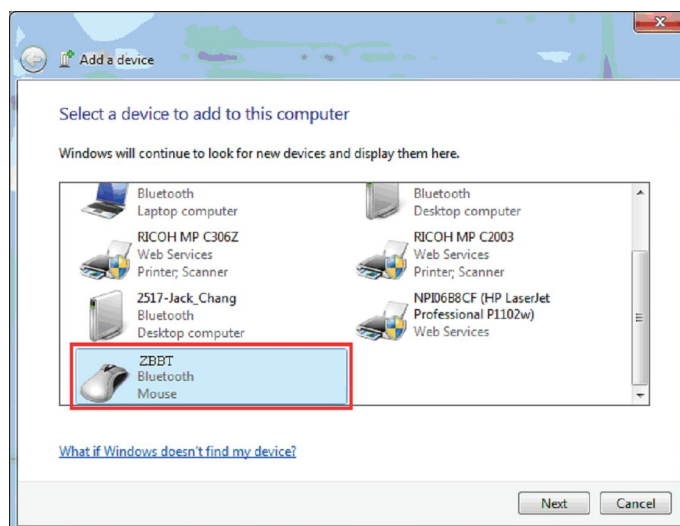 Add a device
Select a device to add to this computer
Windows will continue to look for new devices and display them here.
Bluetooth
Laptop computer
Bluetooth
Desktop computer
RICOH MP C306Z
Web Services
Printer; Scanner
RICOH MP C2003
Web Services
Printer; Scanner
2517-Jack_Chang
Bluetooth
Desktop computer
NPI06B8CF (HP LaserJet
Professional P1102w)
Web Services
ZBBT
Bluetooth
Mouse
What if Windows doesn't find my device?
Next
Cancel